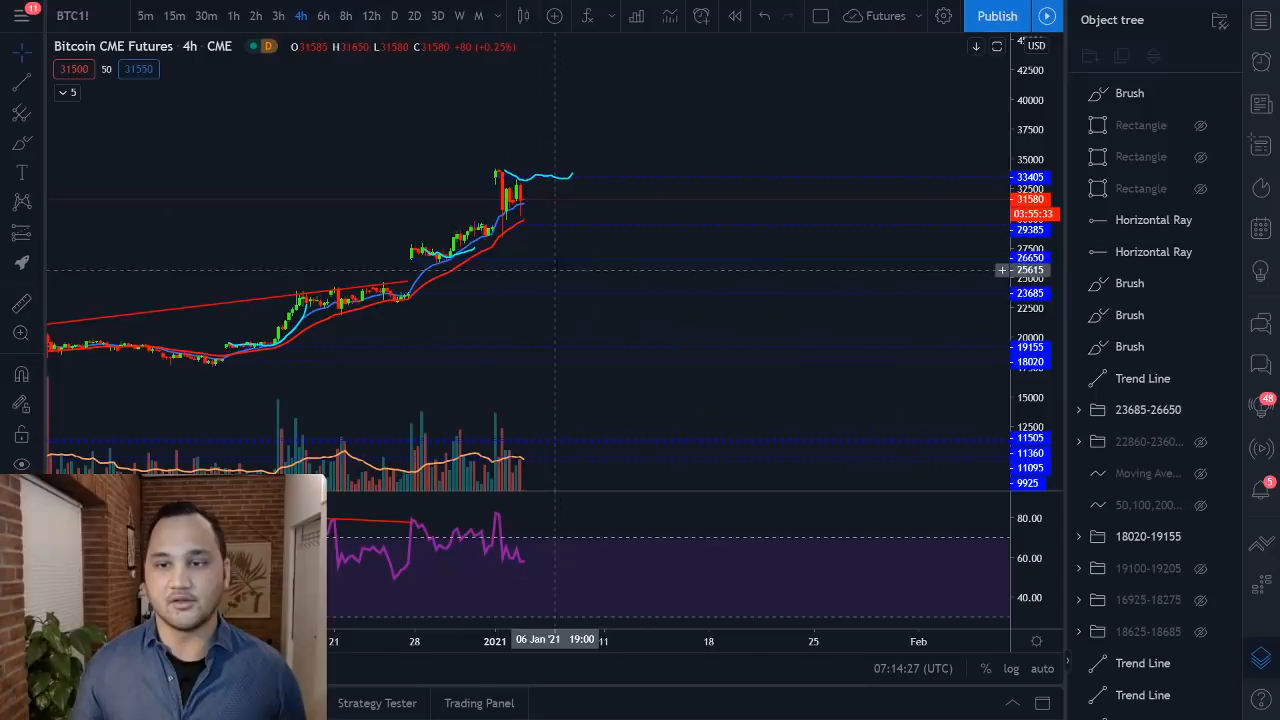 11
BTC1!
5m 15m 30m 1h 2h 3h 4h 6h 8h 12h D 2D 3D W M
Futures
Publish
Object tree
Bitcoin CME Futures · 4h · CME D O31585 H31650 L31580 C31580 +80 (+0.25%)
USD
31500 50 31550
5
42500
40000
37500
35000
33405
32500
31580
03:55:33
29385
27500
26650
25615
25000
23685
22500
20000
19155
18020
15000
12500
11505
11360
11095
9925
80.00
60.00
40.00
21 28 2021 06 Jan '21 19:00 11 18 25 Feb
07:14:27 (UTC) % log auto
Strategy Tester Trading Panel
Brush
Rectangle
Rectangle
Rectangle
Horizontal Ray
Horizontal Ray
Brush
Brush
Brush
Trend Line
23685-26650
22860-2360...
Moving Ave...
50,100,200...
18020-19155
19100-19205
16925-18275
18625-18685
Trend Line
Trend Line
48
5